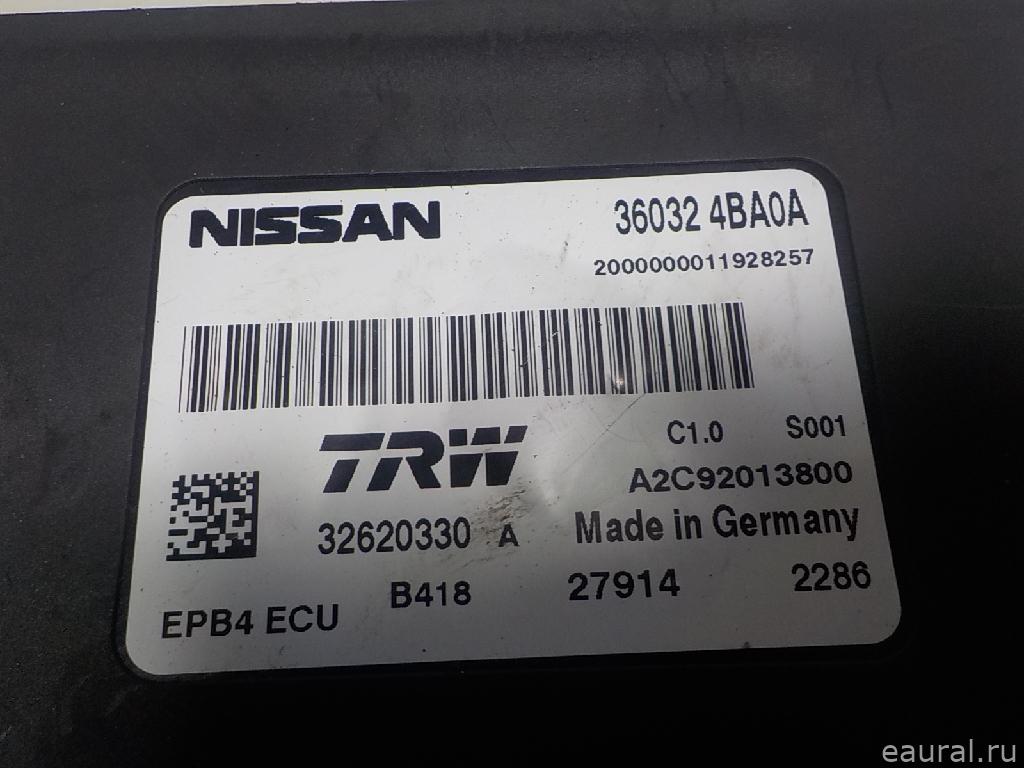 NISSAN 36032 4BA0A
2000000011928257
TRW C1.0 S001
A2C92013800
32620330 A Made in Germany
EPB4 ECU B418 27914 2286
eaural.ru